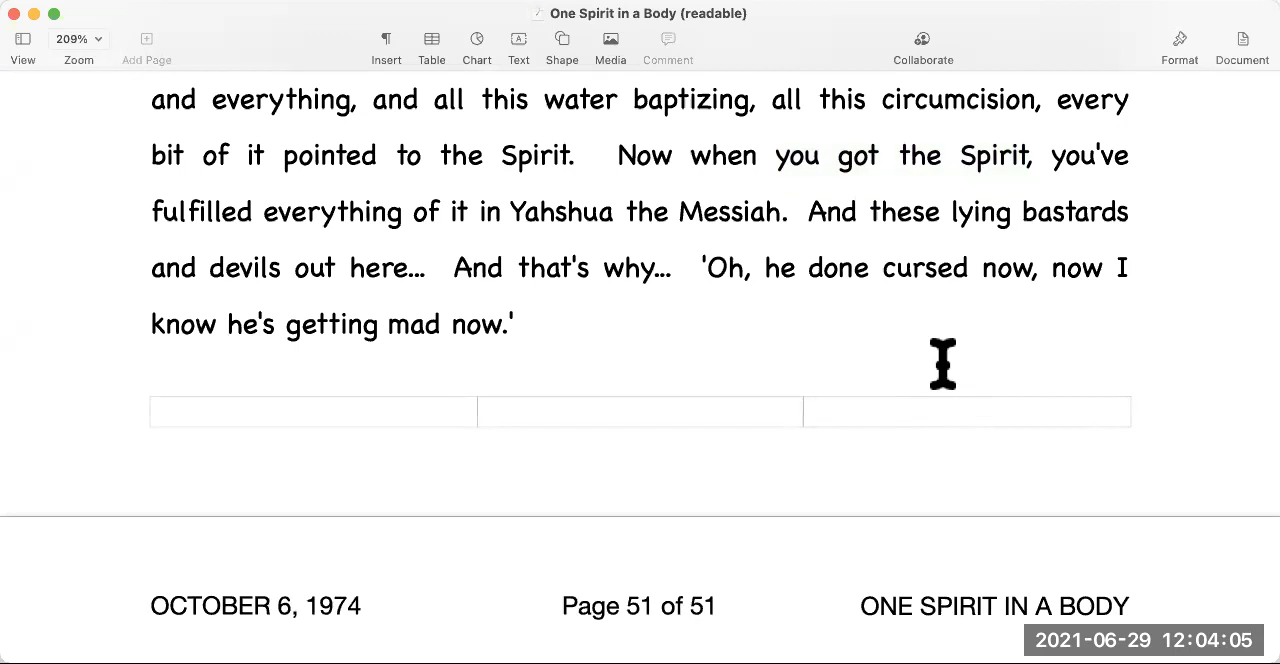 One Spirit in a Body (readable)
209%
View Zoom Add Page Insert Table Chart Text Shape Media Comment Collaborate Format Document
and everything, and all this water baptizing, all this circumcision, every
bit of it pointed to the Spirit. Now when you got the Spirit, you've
fulfilled everything of it in Yahshua the Messiah. And these lying bastards
and devils out here... And that's why... 'Oh, he done cursed now, now I
know he's getting mad now.'
OCTOBER 6, 1974 Page 51 of 51 ONE SPIRIT IN A BODY
2021-06-29 12:04:05